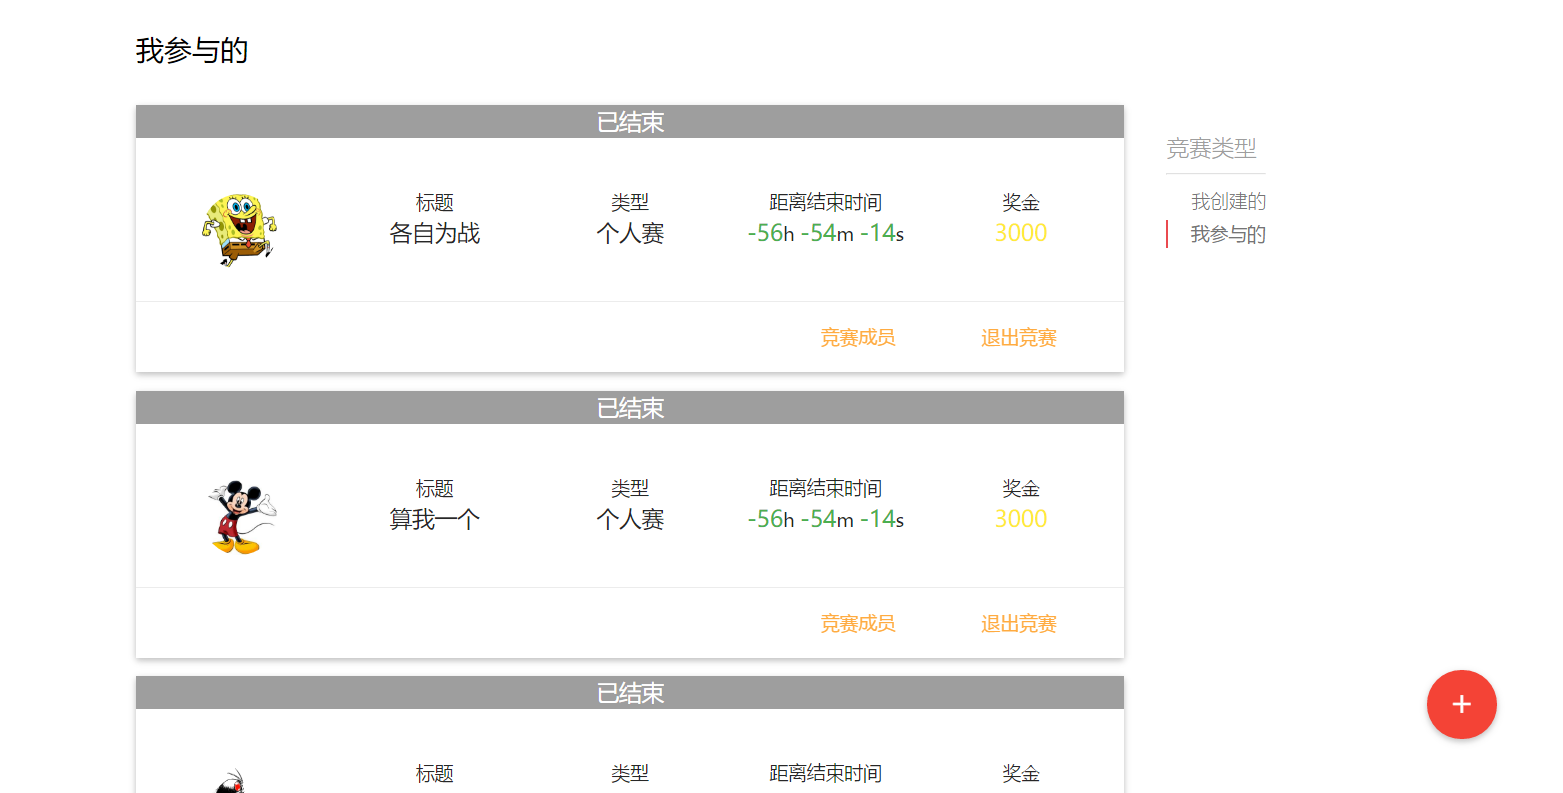 我参与的
已结束
标题 类型 距离结束时间 奖金
各自为战 个人赛 -56h -54m -14s 3000
竞赛成员 退出竞赛
已结束
标题 类型 距离结束时间 奖金
算我一个 个人赛 -56h -54m -14s 3000
竞赛成员 退出竞赛
已结束
标题 类型 距离结束时间 奖金
竞赛类型
我创建的
我参与的
+